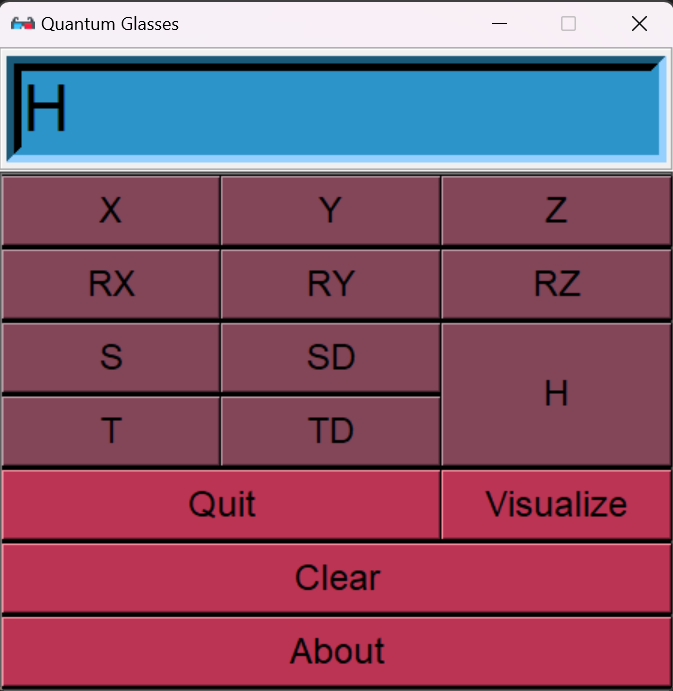 Quantum Glasses
H
X Y Z
RX RY RZ
S SD
H
T TD
Quit Visualize
Clear
About